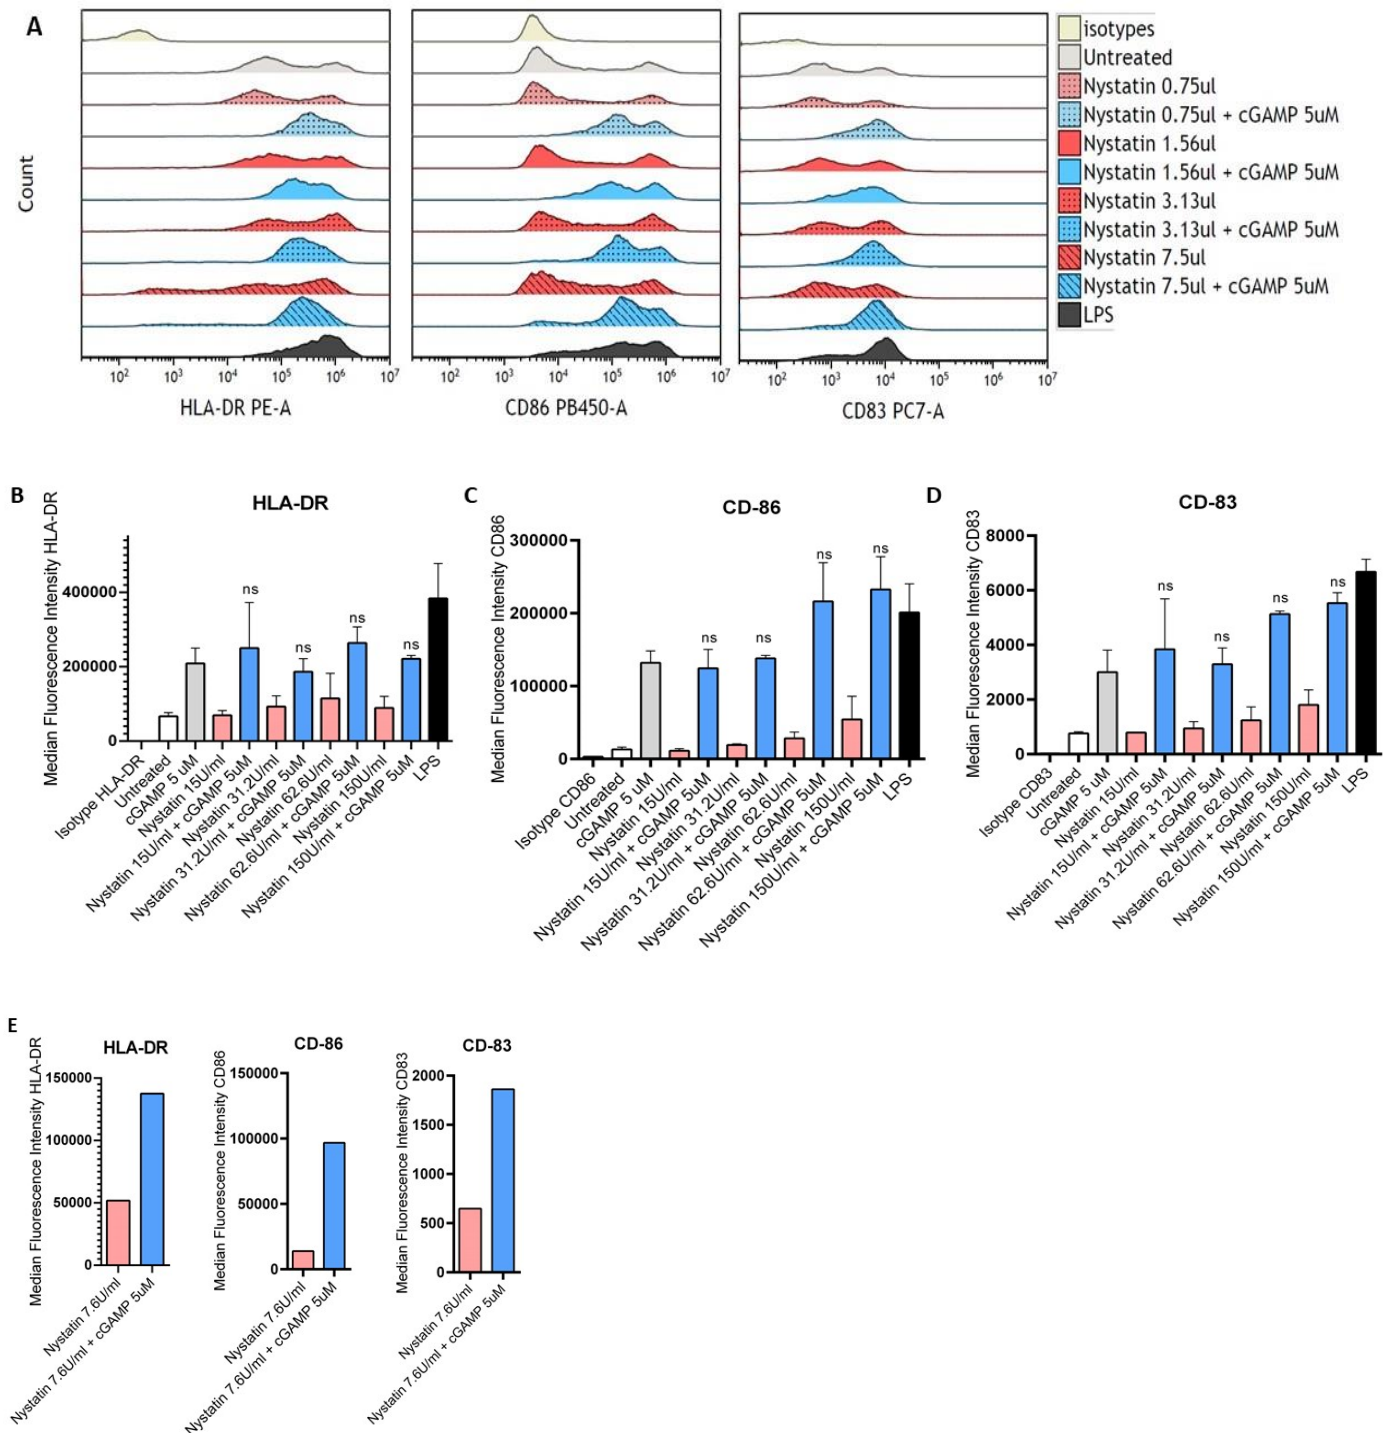 A
Count
10² 10³ 10⁴ 10⁵ 10⁶ 10⁷
HLA-DR PE-A
10² 10³ 10⁴ 10⁵ 10⁶ 10⁷
CD86 PB450-A
10² 10³ 10⁴ 10⁵ 10⁶ 10⁷
CD83 PC7-A
isotypes
Untreated
Nystatin 0.75ul
Nystatin 0.75ul + cGAMP 5uM
Nystatin 1.56ul
Nystatin 1.56ul + cGAMP 5uM
Nystatin 3.13ul
Nystatin 3.13ul + cGAMP 5uM
Nystatin 7.5ul
Nystatin 7.5ul + cGAMP 5uM
LPS
B
HLA-DR
Median Fluorescence Intensity HLA-DR
400000
200000
0
ns
ns
ns
ns
Isotype HLA-DR
Untreated
cGAMP 5 uM
Nystatin 15U/ml
Nystatin 15U/ml + cGAMP 5uM
Nystatin 31.2U/ml
Nystatin 31.2U/ml + cGAMP 5uM
Nystatin 62.6U/ml
Nystatin 62.6U/ml + cGAMP 5uM
Nystatin 150U/ml
Nystatin 150U/ml + cGAMP 5uM
LPS
C
CD-86
Median Fluorescence Intensity CD86
300000
200000
100000
0
ns
ns
ns
ns
Isotype CD86
Untreated
cGAMP 5 uM
Nystatin 15U/ml
Nystatin 15U/ml + cGAMP 5uM
Nystatin 31.2U/ml
Nystatin 31.2U/ml + cGAMP 5uM
Nystatin 62.6U/ml
Nystatin 62.6U/ml + cGAMP 5uM
Nystatin 150U/ml
Nystatin 150U/ml + cGAMP 5uM
LPS
D
CD-83
Median Fluorescence Intensity CD83
8000
6000
4000
2000
0
ns
ns
ns
ns
Isotype CD83
Untreated
cGAMP 5 uM
Nystatin 15U/ml
Nystatin 15U/ml + cGAMP 5uM
Nystatin 31.2U/ml
Nystatin 31.2U/ml + cGAMP 5uM
Nystatin 62.6U/ml
Nystatin 62.6U/ml + cGAMP 5uM
Nystatin 150U/ml
Nystatin 150U/ml + cGAMP 5uM
LPS
E
HLA-DR
Median Fluorescence Intensity HLA-DR
150000
100000
50000
0
Nystatin 7.6U/ml
Nystatin 7.6U/ml + cGAMP 5uM
CD-86
Median Fluorescence Intensity CD86
150000
100000
50000
0
Nystatin 7.6U/ml
Nystatin 7.6U/ml + cGAMP 5uM
CD-83
Median Fluorescence Intensity CD83
2000
1500
1000
500
0
Nystatin 7.6U/ml
Nystatin 7.6U/ml + cGAMP 5uM